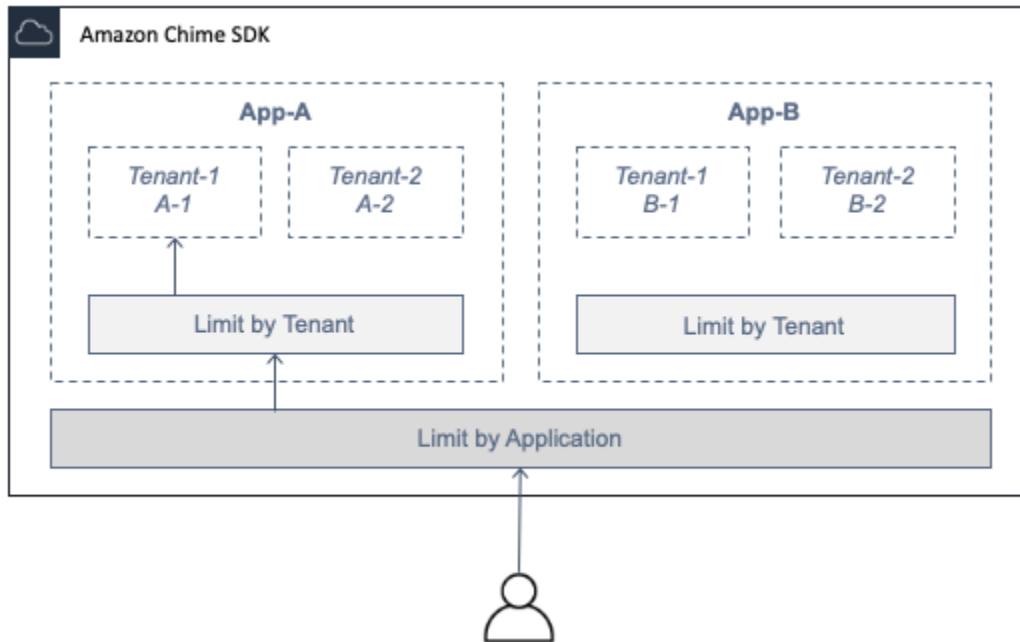 Amazon Chime SDK
App-A
App-B
Tenant-1
A-1
Tenant-2
A-2
Tenant-1
B-1
Tenant-2
B-2
Limit by Tenant
Limit by Tenant
Limit by Application